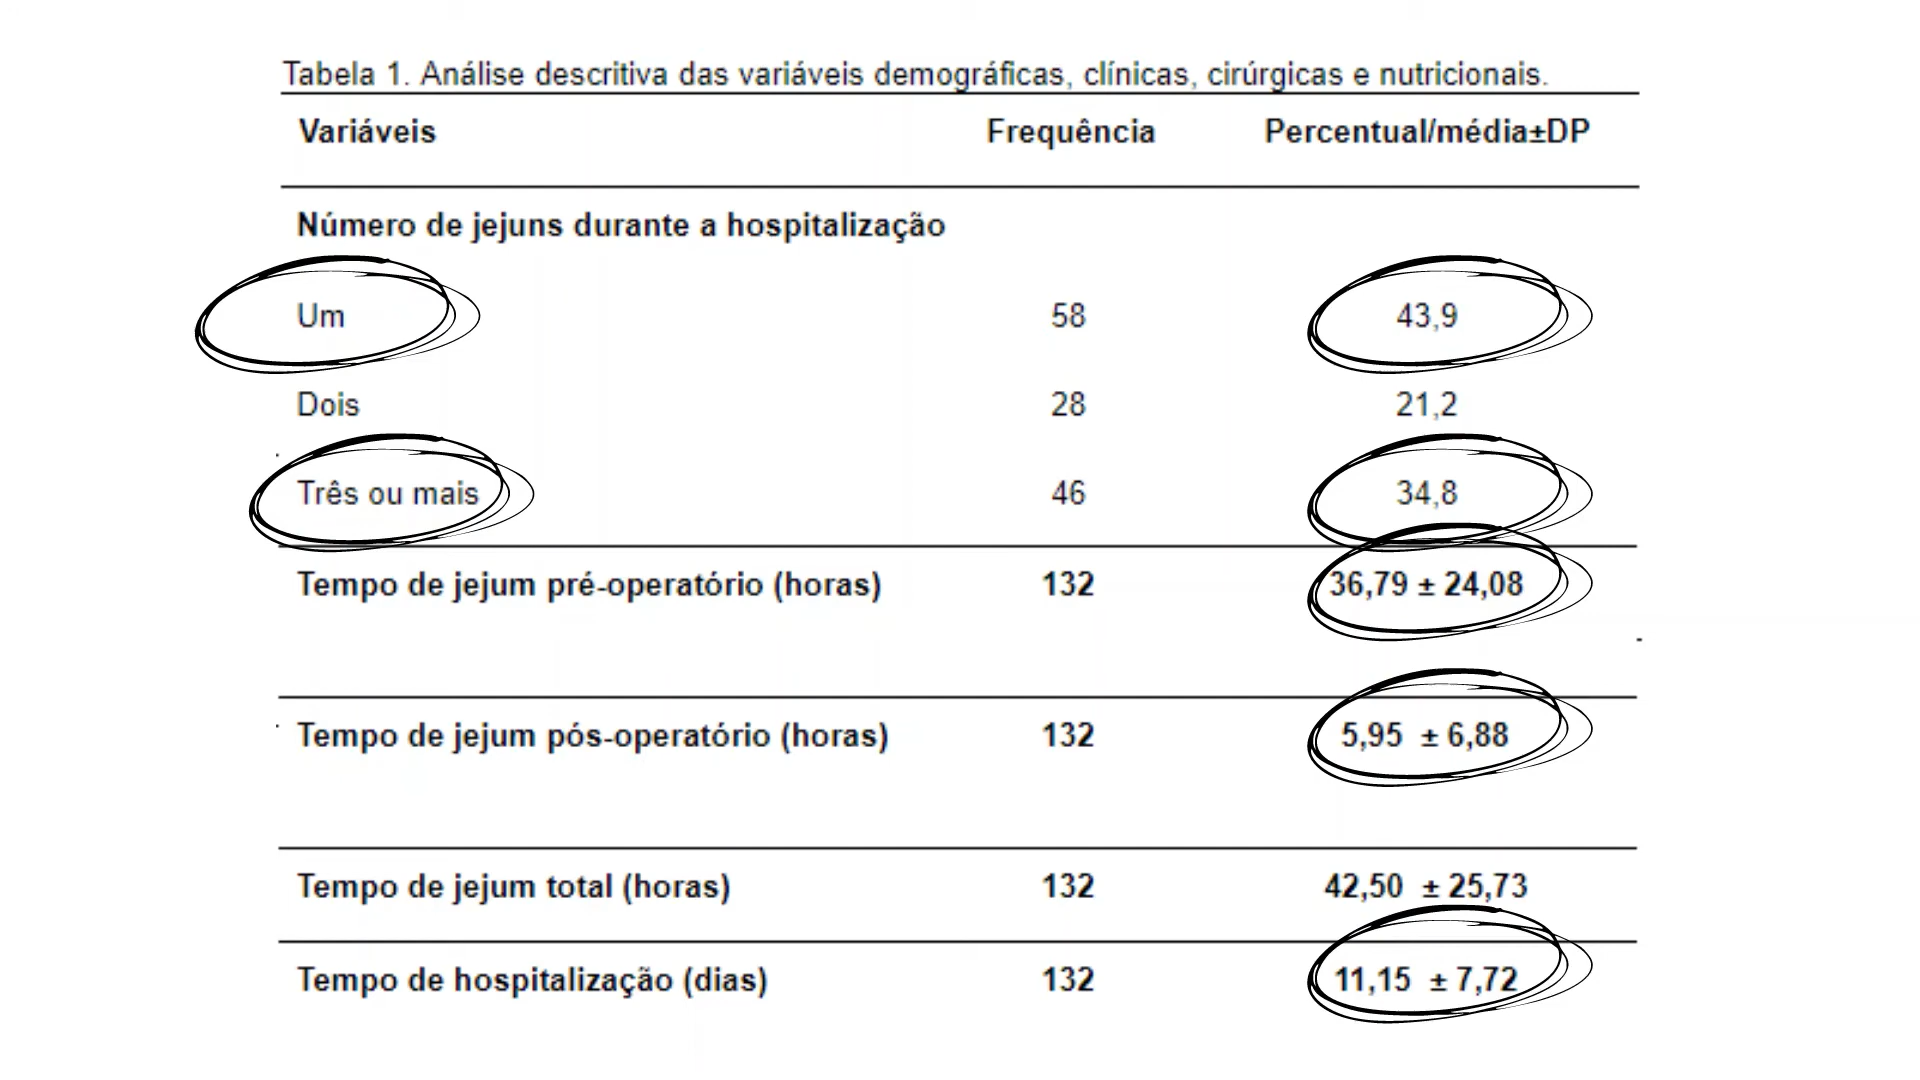 Tabela 1. Análise descritiva das variáveis demográficas, clínicas, cirúrgicas e nutricionais.
Variáveis Frequência Percentual/média±DP
Número de jejuns durante a hospitalização
Um 58 43,9
Dois 28 21,2
Três ou mais 46 34,8
Tempo de jejum pré-operatório (horas) 132 36,79 ± 24,08
Tempo de jejum pós-operatório (horas) 132 5,95 ± 6,88
Tempo de jejum total (horas) 132 42,50 ± 25,73
Tempo de hospitalização (dias) 132 11,15 ± 7,72